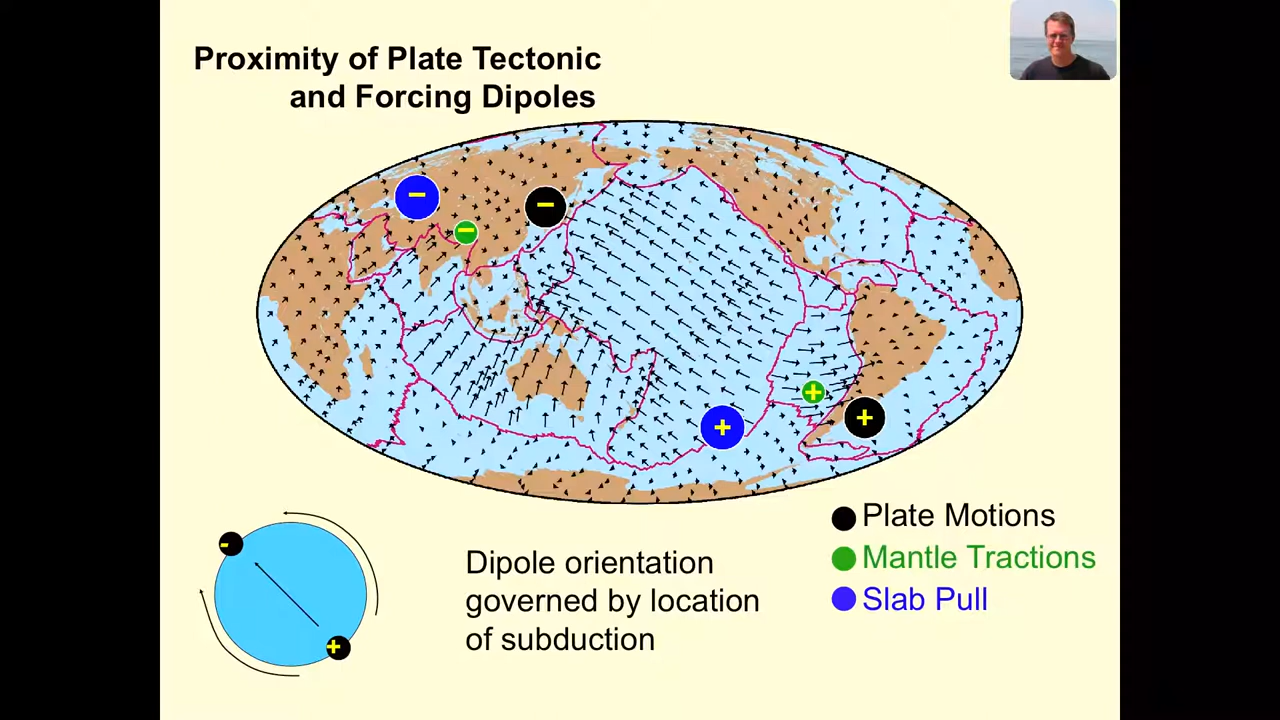 Proximity of Plate Tectonic
and Forcing Dipoles
−
−
−
+
+
+
Plate Motions
Mantle Tractions
Slab Pull
-
+
Dipole orientation
governed by location
of subduction